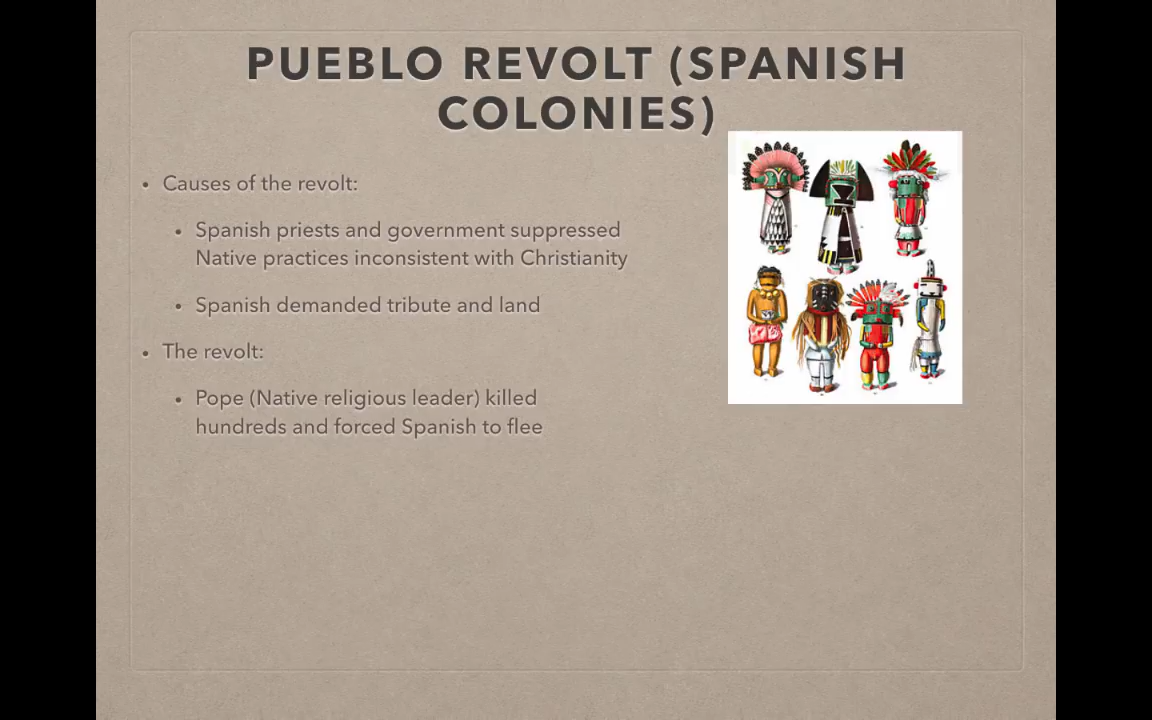 PUEBLO REVOLT (SPANISH
COLONIES)
• Causes of the revolt:
• Spanish priests and government suppressed
Native practices inconsistent with Christianity
• Spanish demanded tribute and land
• The revolt:
• Pope (Native religious leader) killed
hundreds and forced Spanish to flee